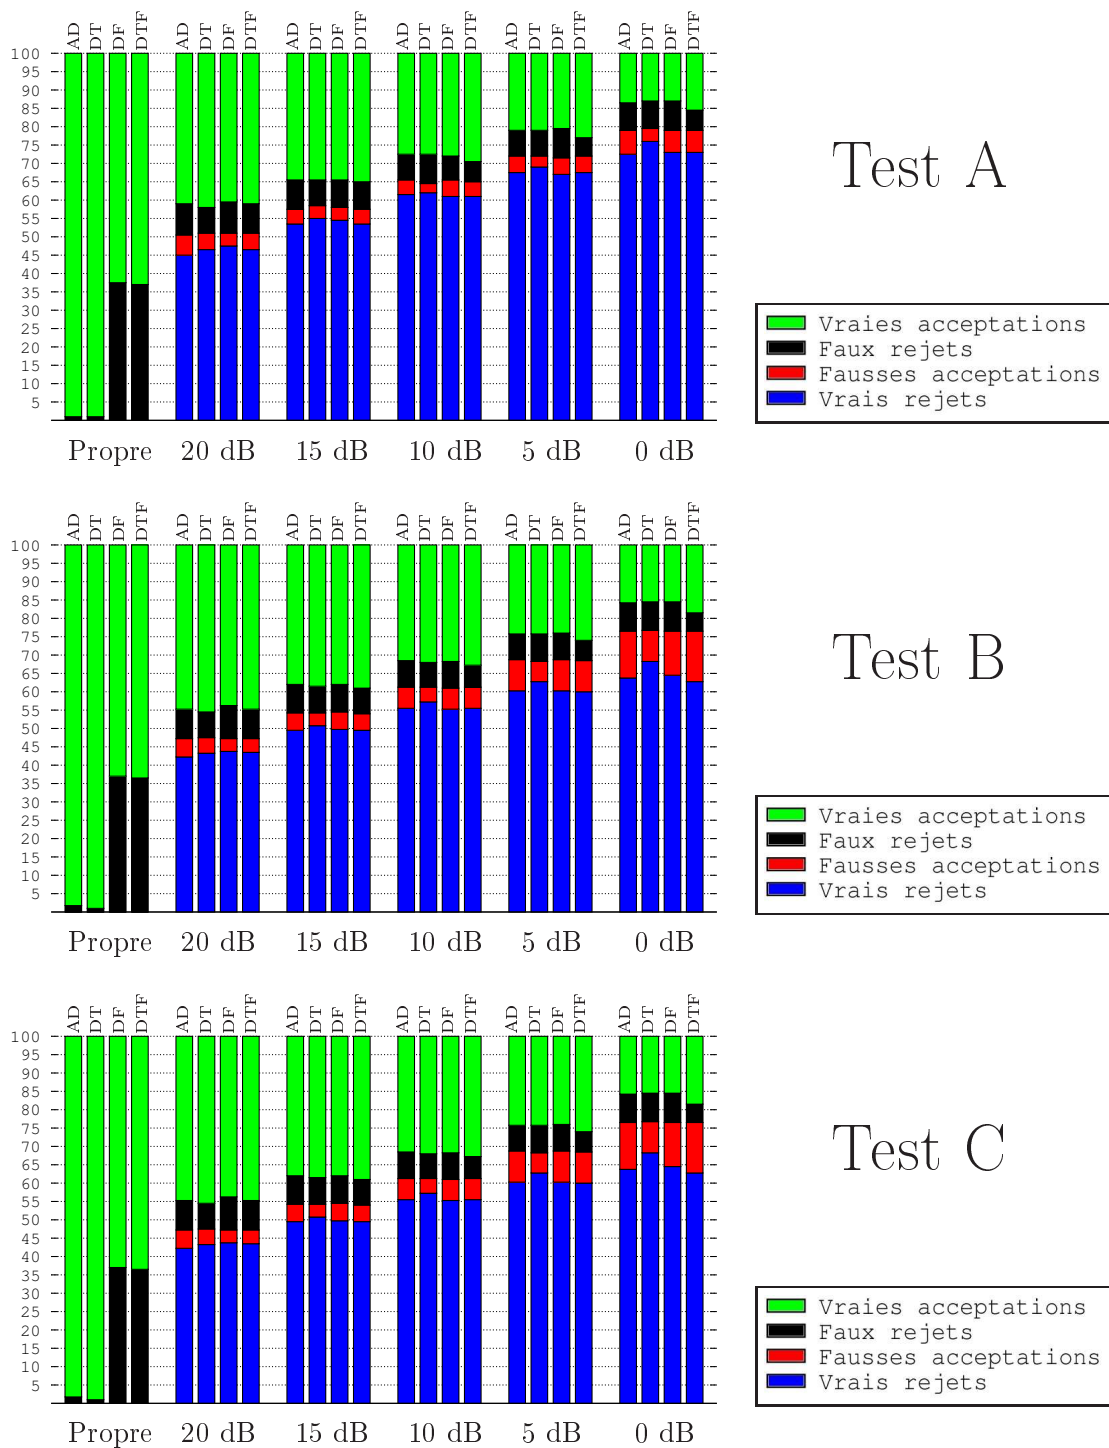 AD DT DF DTF AD DT DF DTF AD DT DF DTF AD DT DF DTF AD DT DF DTF AD DT DF DTF
100
95
90
85
80
75
70
65
60
55
50
45
40
35
30
25
20
15
10
5
Propre 20 dB 15 dB 10 dB 5 dB 0 dB
Test A
Vraies acceptations
Faux rejets
Fausses acceptations
Vrais rejets
AD DT DF DTF AD DT DF DTF AD DT DF DTF AD DT DF DTF AD DT DF DTF AD DT DF DTF
100
95
90
85
80
75
70
65
60
55
50
45
40
35
30
25
20
15
10
5
Propre 20 dB 15 dB 10 dB 5 dB 0 dB
Test B
Vraies acceptations
Faux rejets
Fausses acceptations
Vrais rejets
AD DT DF DTF AD DT DF DTF AD DT DF DTF AD DT DF DTF AD DT DF DTF AD DT DF DTF
100
95
90
85
80
75
70
65
60
55
50
45
40
35
30
25
20
15
10
5
Propre 20 dB 15 dB 10 dB 5 dB 0 dB
Test C
Vraies acceptations
Faux rejets
Fausses acceptations
Vrais rejets